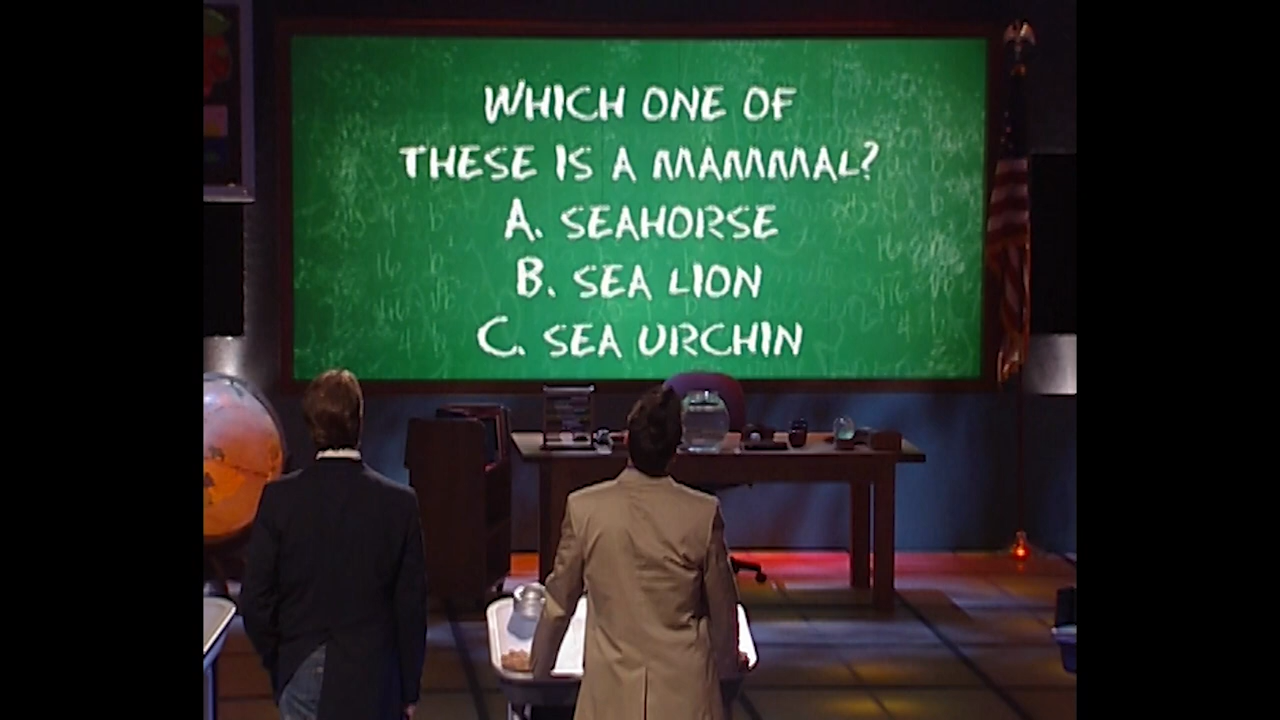 WHICH ONE OF
THESE IS A MAMMAL?
A. SEAHORSE
B. SEA LION
C. SEA URCHIN